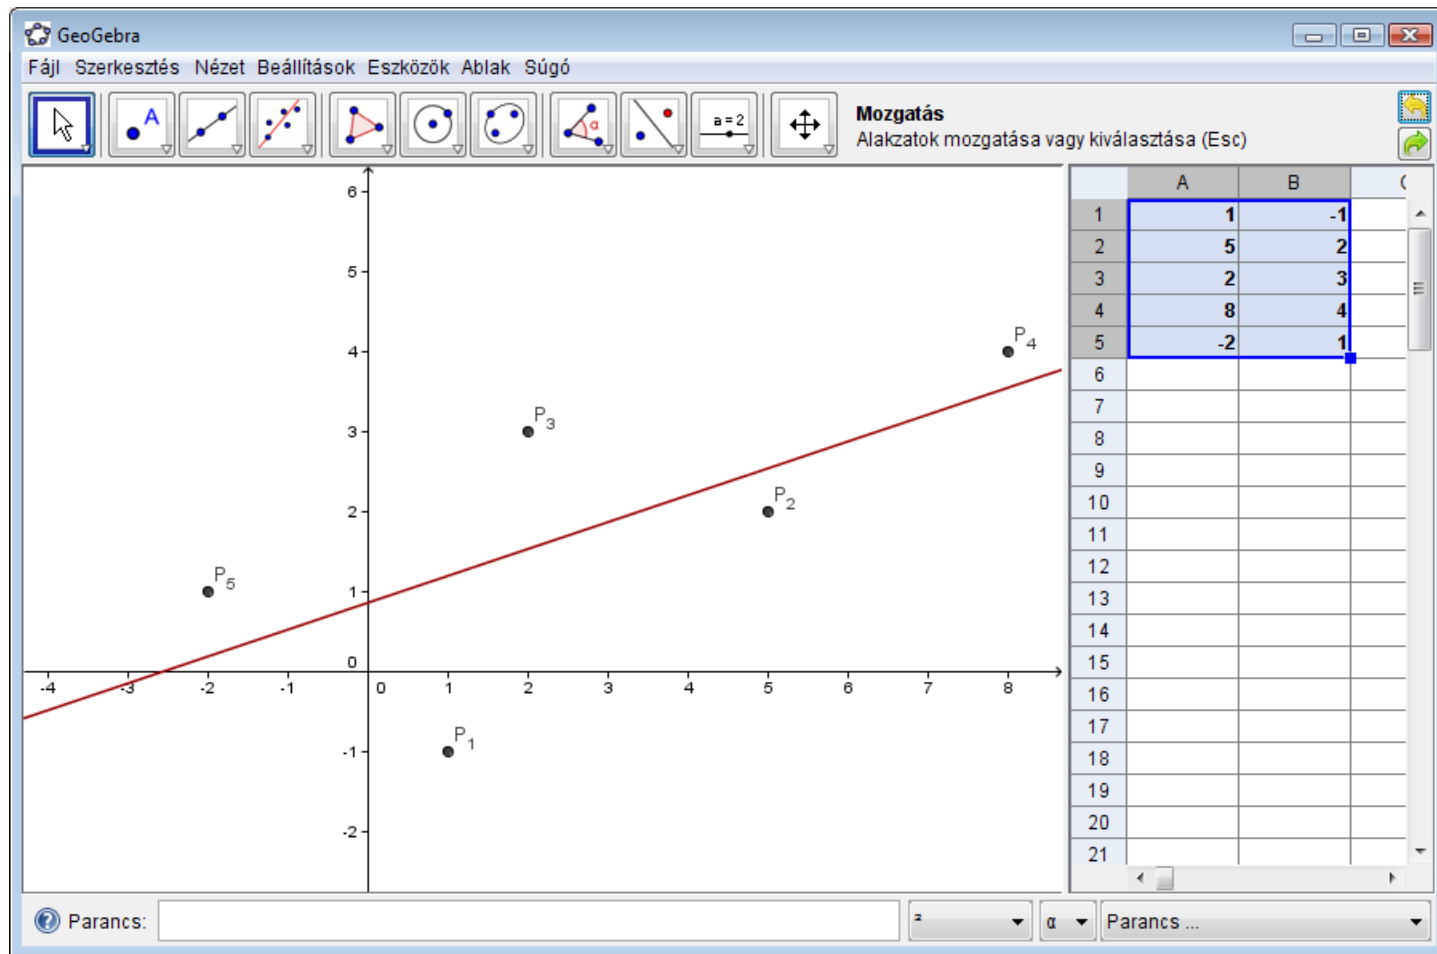 GeoGebra
Fájl Szerkesztés Nézet Beállítások Eszközök Ablak Súgó
A
α
a = 2
Mozgatás
Alakzatok mozgatása vagy kiválasztása (Esc)
A B C
1 1 -1
2 5 2
3 2 3
4 8 4
5 -2 1
6
7
8
9
10
11
12
13
14
15
16
17
18
19
20
21
6
5
4
3
2
1
0
-1
-2
-4 -3 -2 -1 0 1 2 3 4 5 6 7 8
P4
P3
P2
P5
P1
Parancs:
²
α
Parancs ...